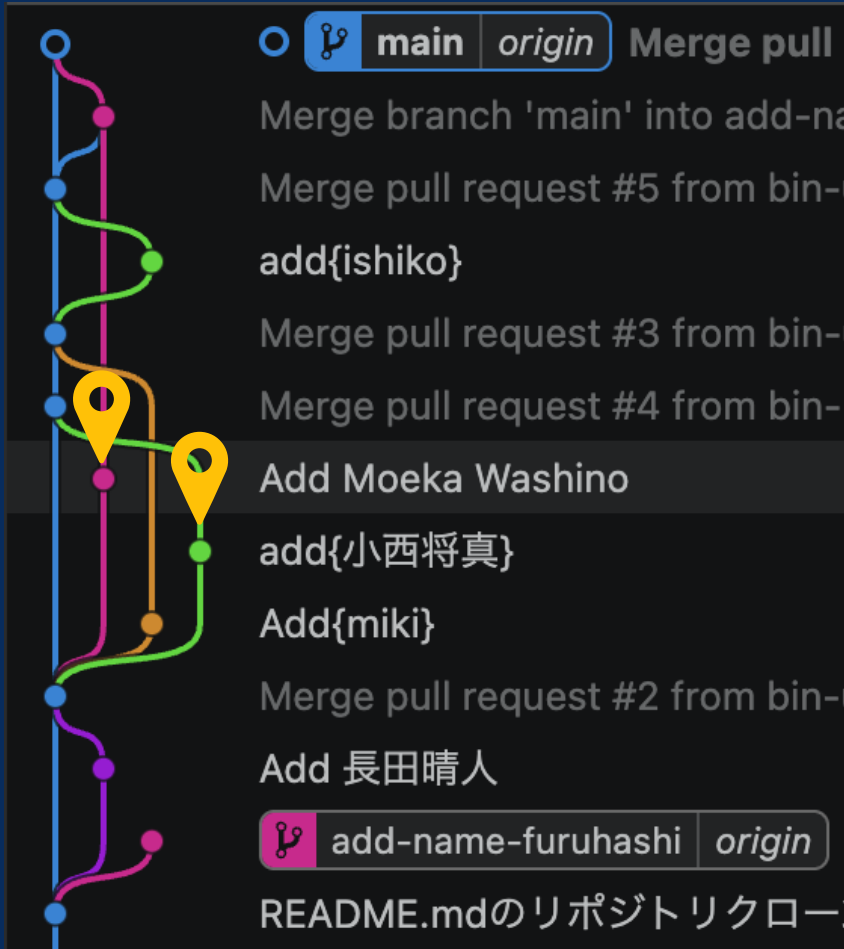 main origin Merge pull
Merge branch 'main' into add-na
Merge pull request #5 from bin-
add{ishiko}
Merge pull request #3 from bin-
Merge pull request #4 from bin-
Add Moeka Washino
add{小西将真}
Add{miki}
Merge pull request #2 from bin-
Add 長田晴人
add-name-furuhashi origin
README.mdのリポジトリクロー